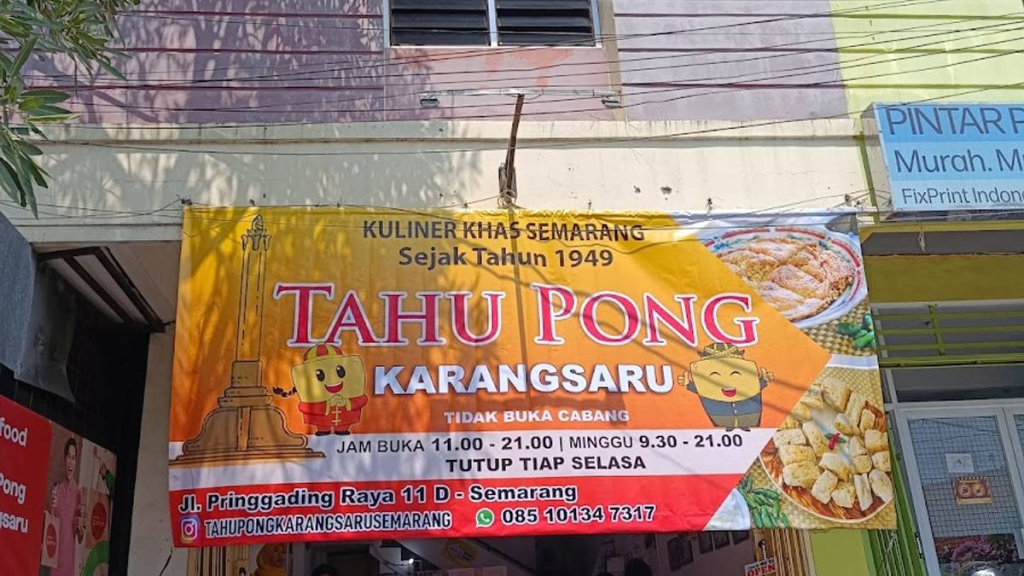 KULINER KHAS SEMARANG
Sejak Tahun 1949
TAHU PONG
KARANGSARU
TIDAK BUKA CABANG
JAM BUKA 11.00 - 21.00 | MINGGU 9.30 - 21.00
TUTUP TIAP SELASA
Jl. Pringgading Raya 11 D - Semarang
TAHUPONGKARANGSARUSEMARANG 085 10134 7317
PINTAR
Murah.
FixPrint
food
Pong
OPEN